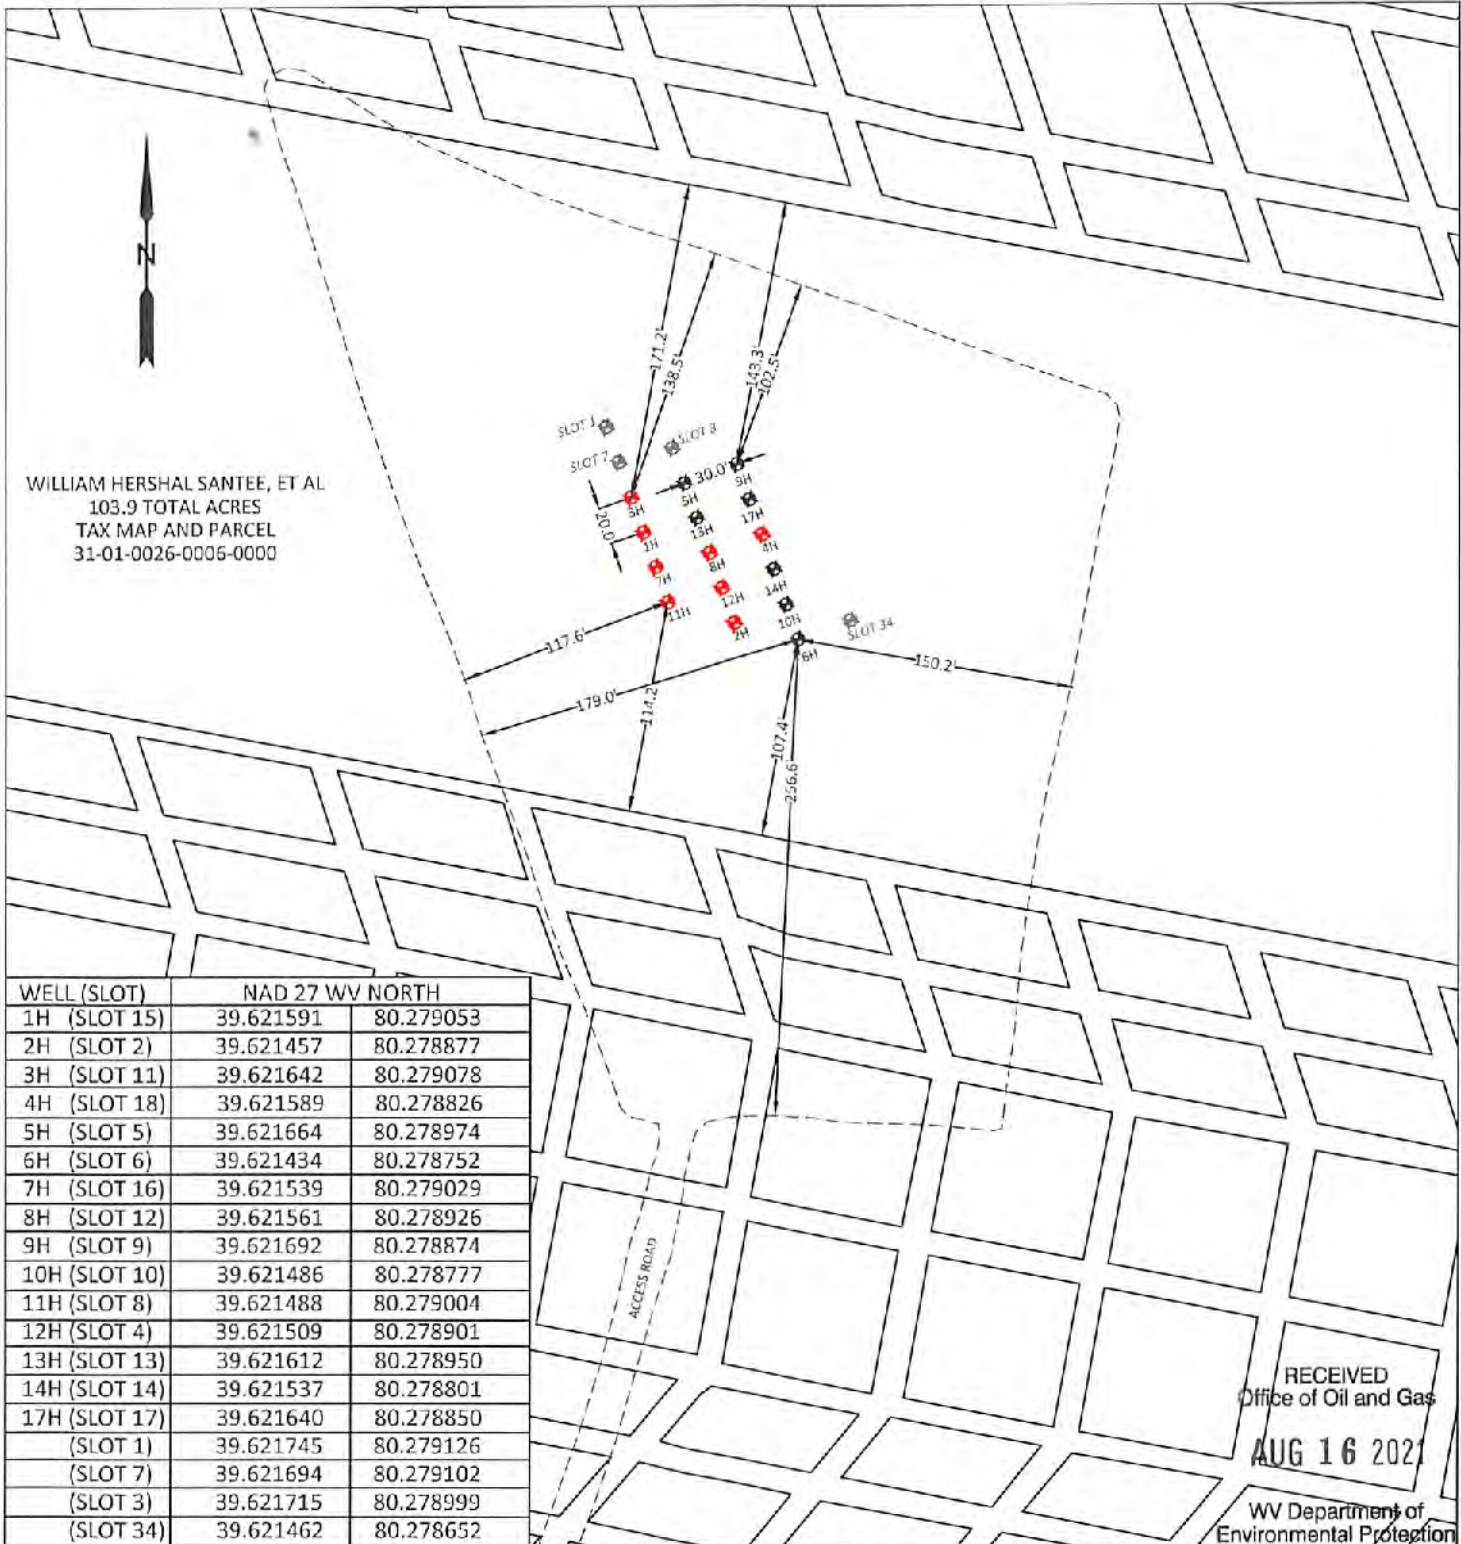 N
WILLIAM HERSHAL SANTEE, ET AL
103.9 TOTAL ACRES
TAX MAP AND PARCEL
31-01-0026-0006-0000
171.2'
138.5'
143.3'
102.5'
SLOT 1
SLOT 7
SLOT 3
30.0'
20.0'
3H
1H
7H
11H
5H
13H
8H
12H
2H
9H
17H
4H
14H
10H
6H
SLOT 34
117.6'
179.0'
114.2'
107.4'
256.6'
150.2'
ACCESS ROAD
WELL (SLOT) NAD 27 WV NORTH
1H (SLOT 15) 39.621591 80.279053
2H (SLOT 2) 39.621457 80.278877
3H (SLOT 11) 39.621642 80.279078
4H (SLOT 18) 39.621589 80.278826
5H (SLOT 5) 39.621664 80.278974
6H (SLOT 6) 39.621434 80.278752
7H (SLOT 16) 39.621539 80.279029
8H (SLOT 12) 39.621561 80.278926
9H (SLOT 9) 39.621692 80.278874
10H (SLOT 10) 39.621486 80.278777
11H (SLOT 8) 39.621488 80.279004
12H (SLOT 4) 39.621509 80.278901
13H (SLOT 13) 39.621612 80.278950
14H (SLOT 14) 39.621537 80.278801
17H (SLOT 17) 39.621640 80.278850
(SLOT 1) 39.621745 80.279126
(SLOT 7) 39.621694 80.279102
(SLOT 3) 39.621715 80.278999
(SLOT 34) 39.621462 80.278652
RECEIVED
Office of Oil and Gas
AUG 16 2021
WV Department of
Environmental Protection